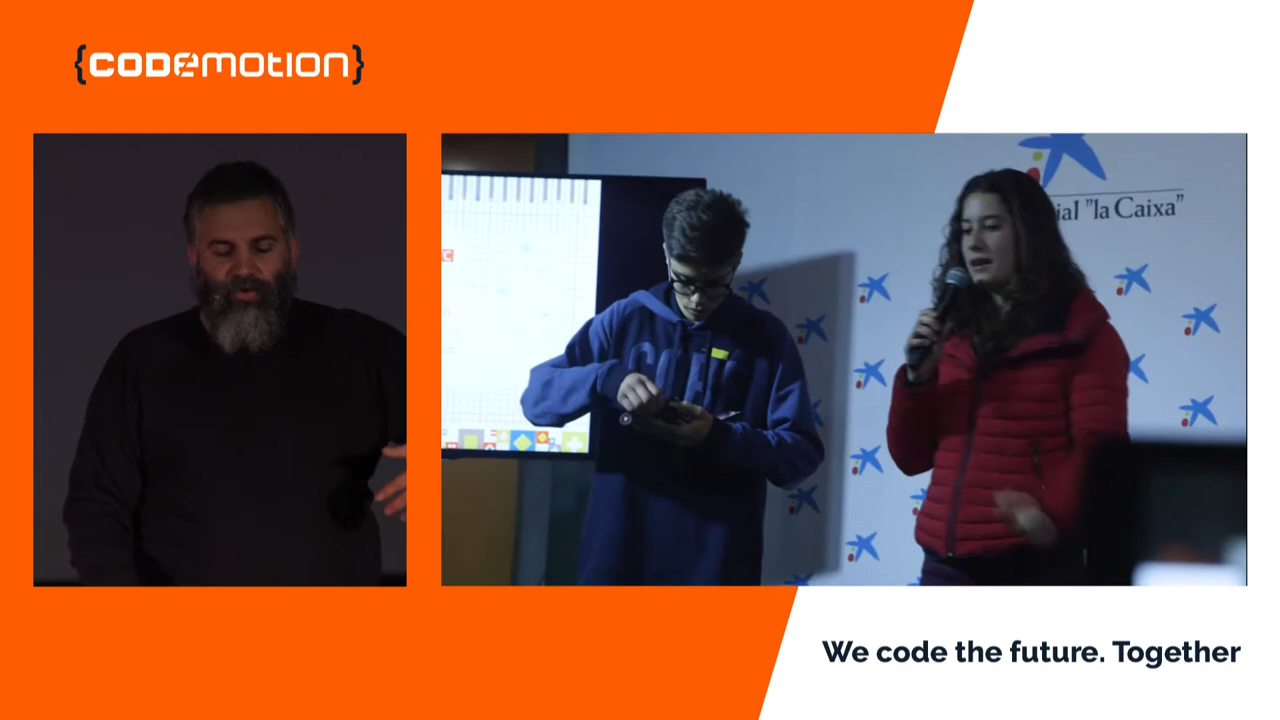 {CODEMOTION}
ial "la Caixa"
C
We code the future. Together